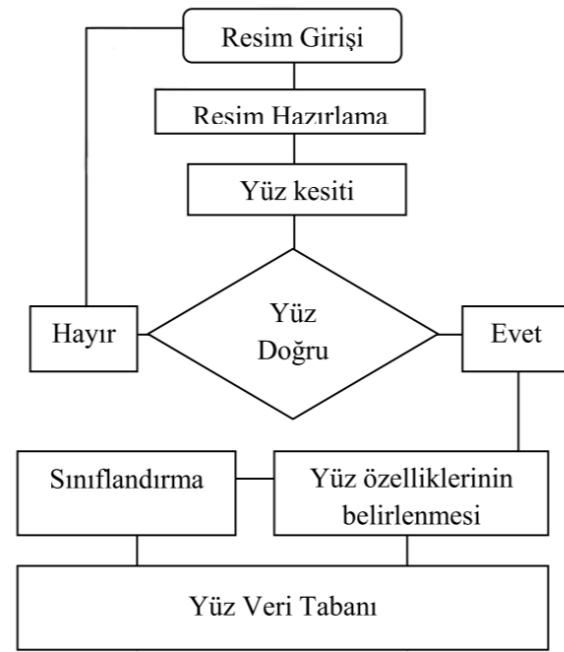 Resim Girişi
Resim Hazırlama
Yüz kesiti
Yüz
Doğru
Hayır
Evet
Sınıflandırma
Yüz özelliklerinin
belirlenmesi
Yüz Veri Tabanı